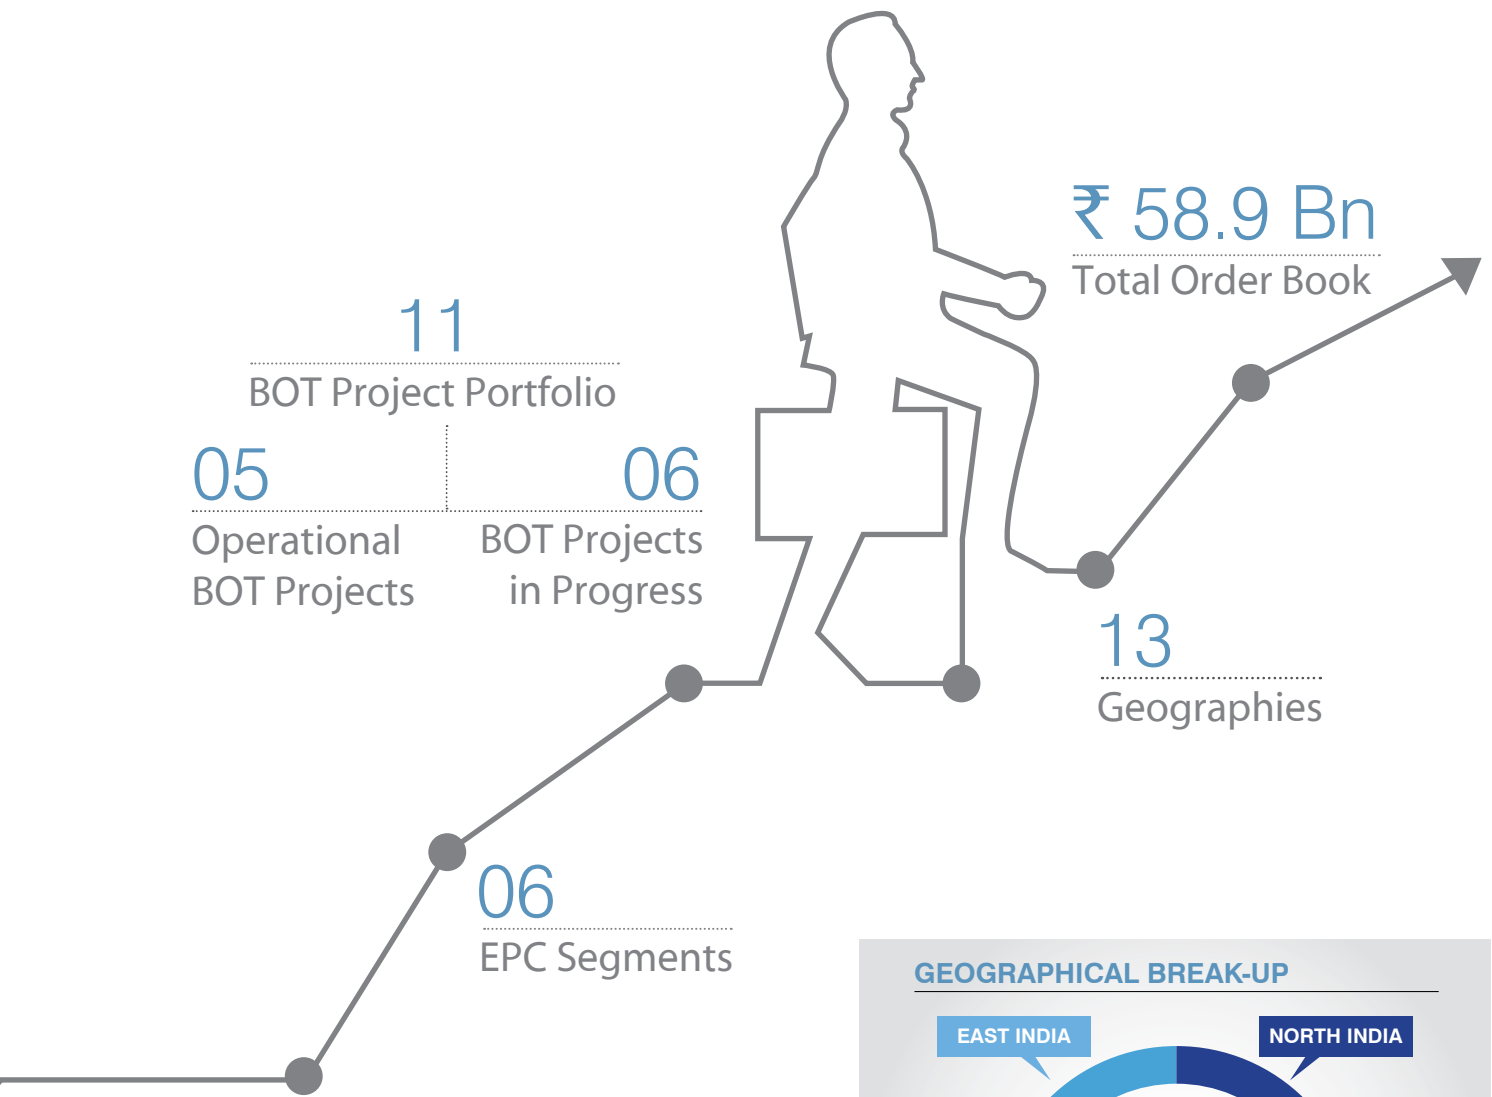 ₹ 58.9 Bn
Total Order Book
11
BOT Project Portfolio
05
Operational
BOT Projects
06
BOT Projects
in Progress
13
Geographies
06
EPC Segments
GEOGRAPHICAL BREAK-UP
EAST INDIA
NORTH INDIA